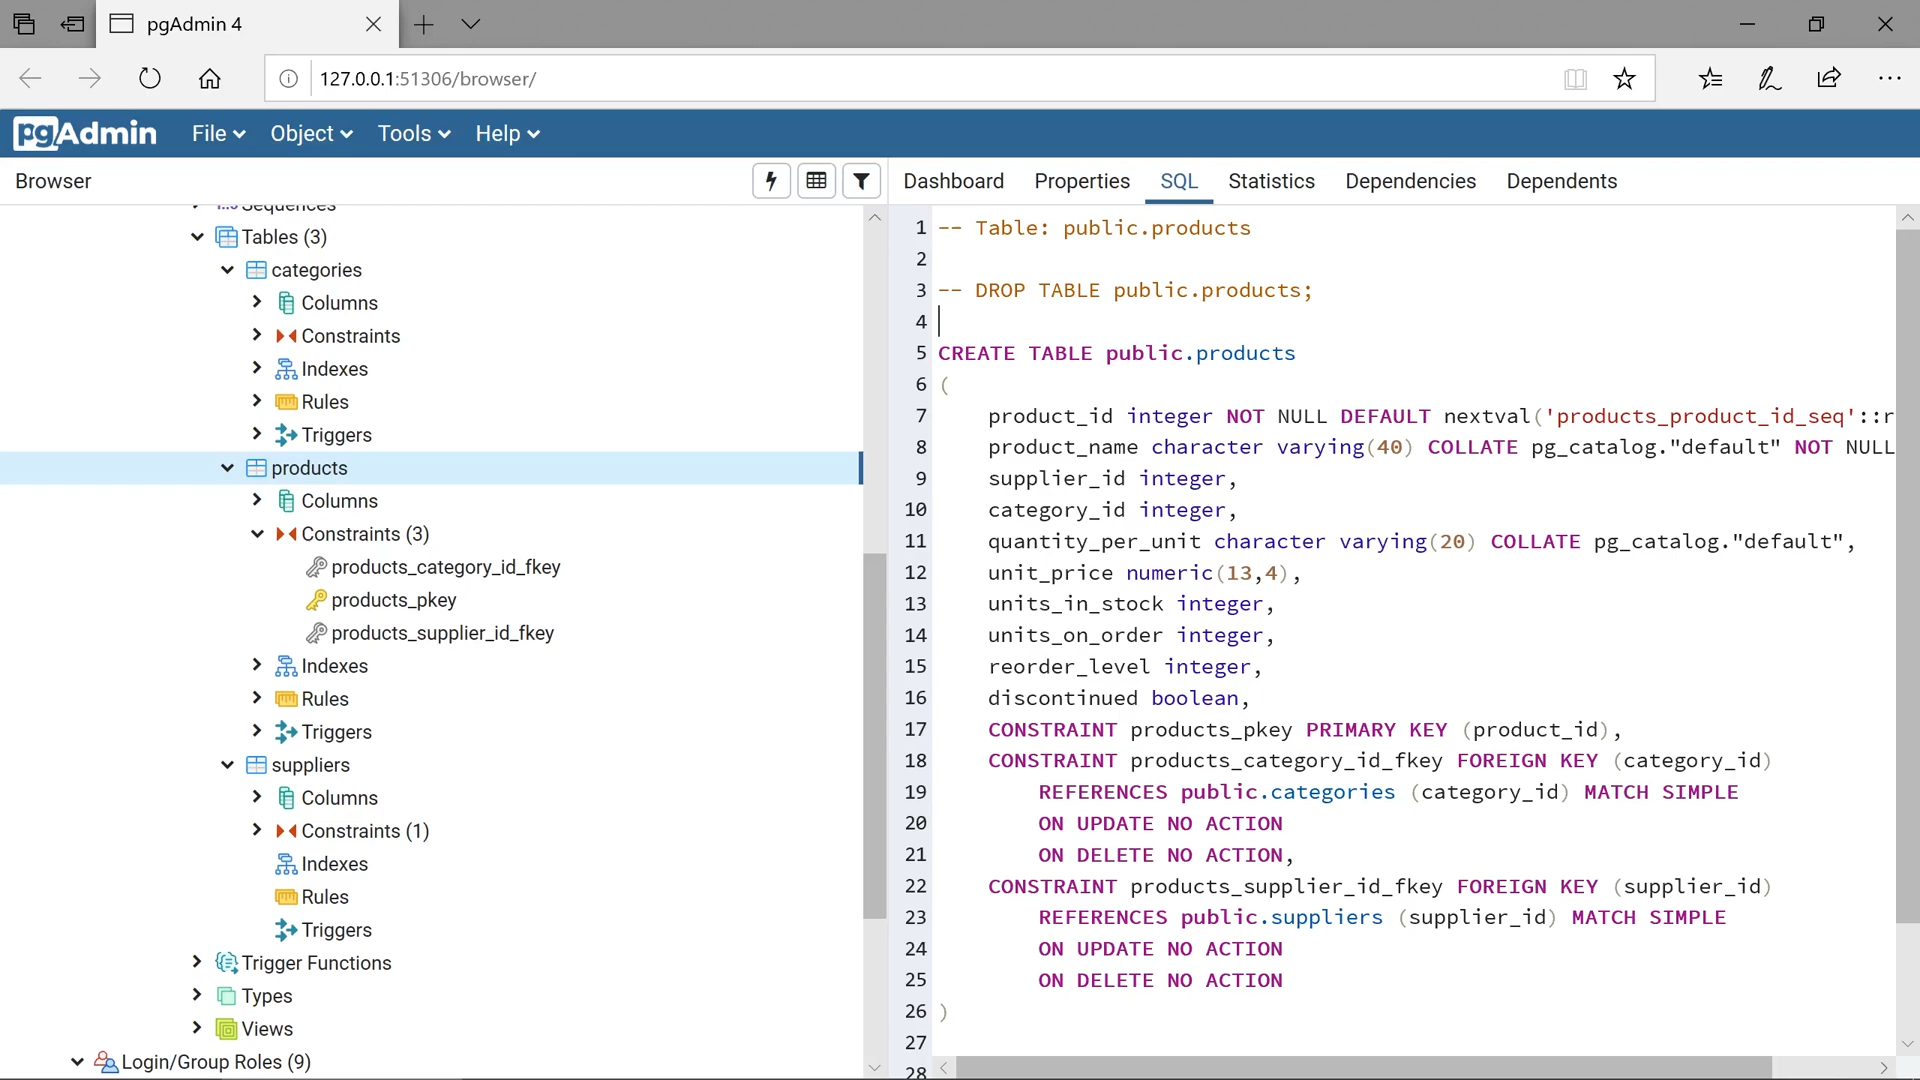 pgAdmin 4
127.0.0.1:51306/browser/
pgAdmin File Object Tools Help
Browser
Dashboard Properties SQL Statistics Dependencies Dependents
Sequences
Tables (3)
categories
Columns
Constraints
Indexes
Rules
Triggers
products
Columns
Constraints (3)
products_category_id_fkey
products_pkey
products_supplier_id_fkey
Indexes
Rules
Triggers
suppliers
Columns
Constraints (1)
Indexes
Rules
Triggers
Trigger Functions
Types
Views
Login/Group Roles (9)
1 -- Table: public.products
2
3 -- DROP TABLE public.products;
4
5 CREATE TABLE public.products
6 (
7 product_id integer NOT NULL DEFAULT nextval('products_product_id_seq'::r
8 product_name character varying(40) COLLATE pg_catalog."default" NOT NULL
9 supplier_id integer,
10 category_id integer,
11 quantity_per_unit character varying(20) COLLATE pg_catalog."default",
12 unit_price numeric(13,4),
13 units_in_stock integer,
14 units_on_order integer,
15 reorder_level integer,
16 discontinued boolean,
17 CONSTRAINT products_pkey PRIMARY KEY (product_id),
18 CONSTRAINT products_category_id_fkey FOREIGN KEY (category_id)
19 REFERENCES public.categories (category_id) MATCH SIMPLE
20 ON UPDATE NO ACTION
21 ON DELETE NO ACTION,
22 CONSTRAINT products_supplier_id_fkey FOREIGN KEY (supplier_id)
23 REFERENCES public.suppliers (supplier_id) MATCH SIMPLE
24 ON UPDATE NO ACTION
25 ON DELETE NO ACTION
26 )
27
28